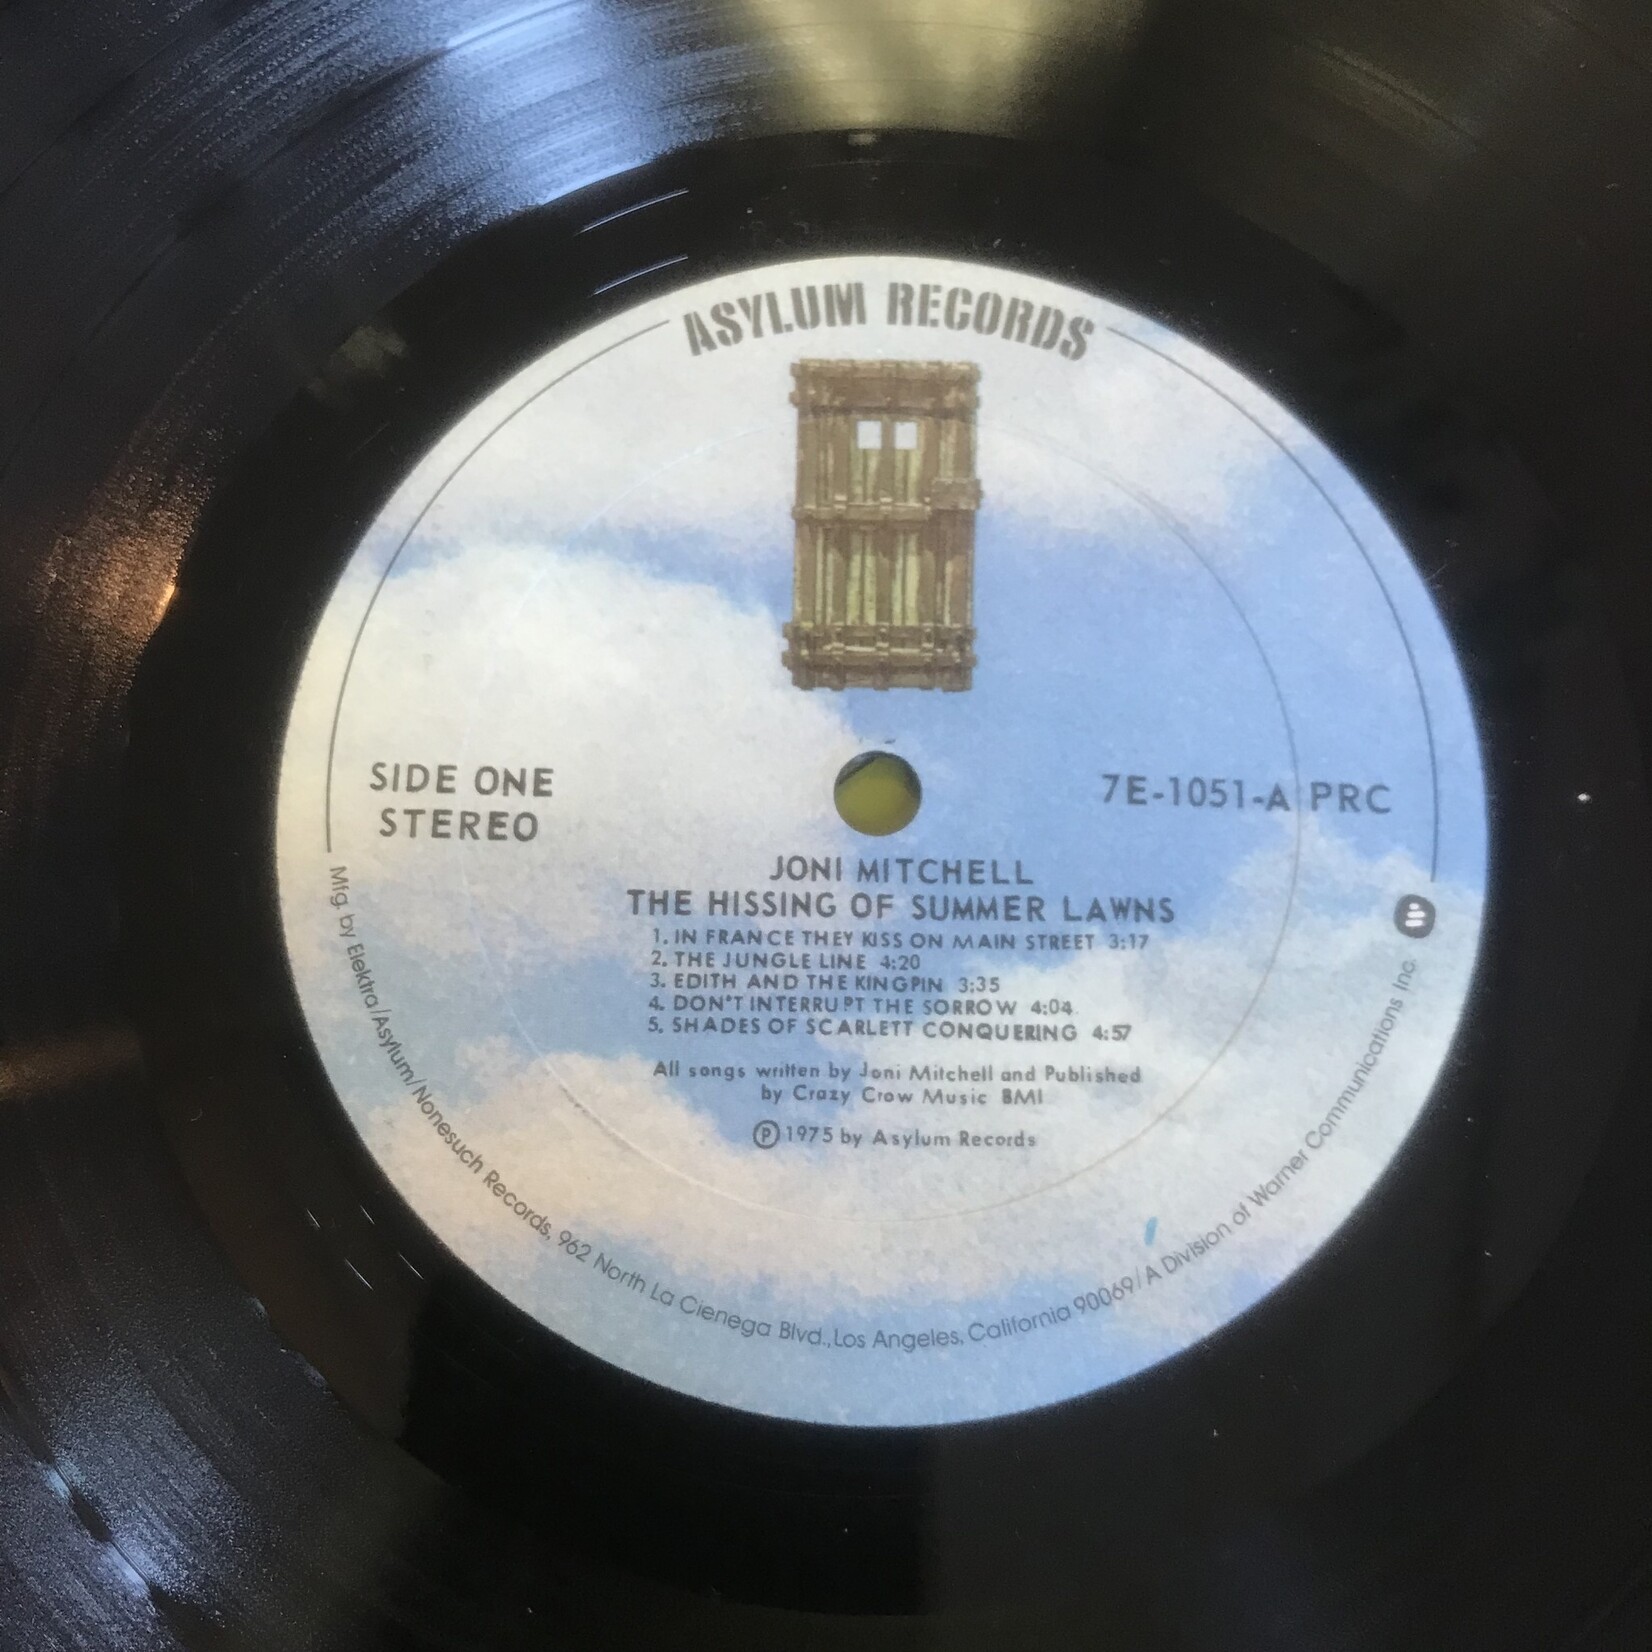 ASYLUM RECORDS
SIDE ONE
STEREO
7E-1051-A PRC
JONI MITCHELL
THE HISSING OF SUMMER LAWNS
1. IN FRANCE THEY KISS ON MAIN STREET 3:17
2. THE JUNGLE LINE 4:20
3. EDITH AND THE KINGPIN 3:35
4. DON'T INTERRUPT THE SORROW 4:04
5. SHADES OF SCARLETT CONQUERING 4:57
All songs written by Joni Mitchell and Published
by Crazy Crow Music BMI
Ⓟ 1975 by Asylum Records
Mfg. by Elektra/Asylum/Nonesuch Records, 962 North La Cienega Blvd., Los Angeles, California 90069/A Division of Warner Communications Inc.